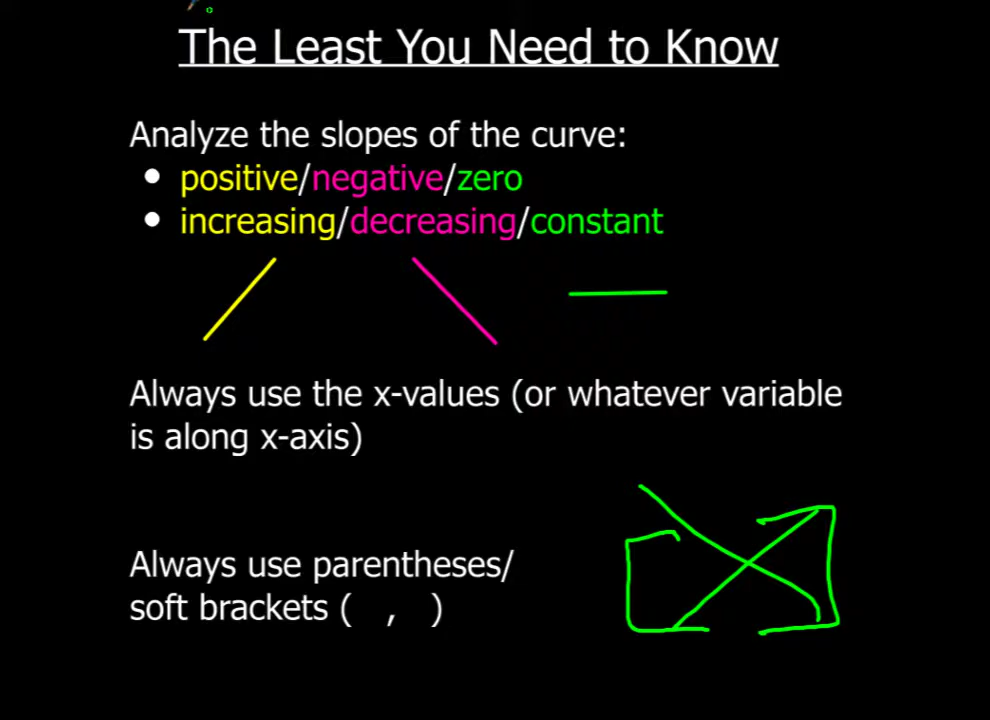 The Least You Need to Know
Analyze the slopes of the curve:
• positive/negative/zero
• increasing/decreasing/constant
Always use the x-values (or whatever variable
is along x-axis)
Always use parentheses/
soft brackets ( , )
[ ]